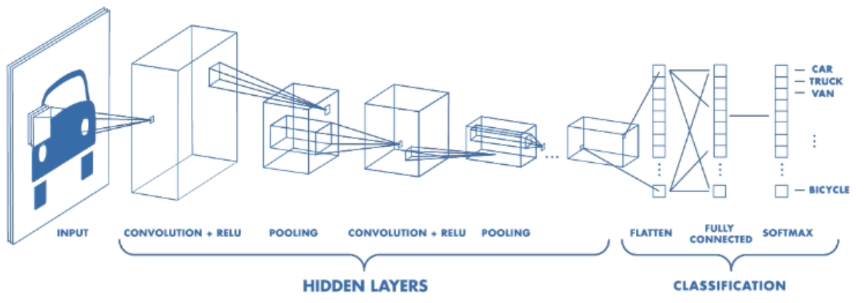 CAR
TRUCK
VAN
BICYCLE
INPUT
CONVOLUTION + RELU
POOLING
CONVOLUTION + RELU
POOLING
FLATTEN
FULLY
CONNECTED
SOFTMAX
HIDDEN LAYERS
CLASSIFICATION